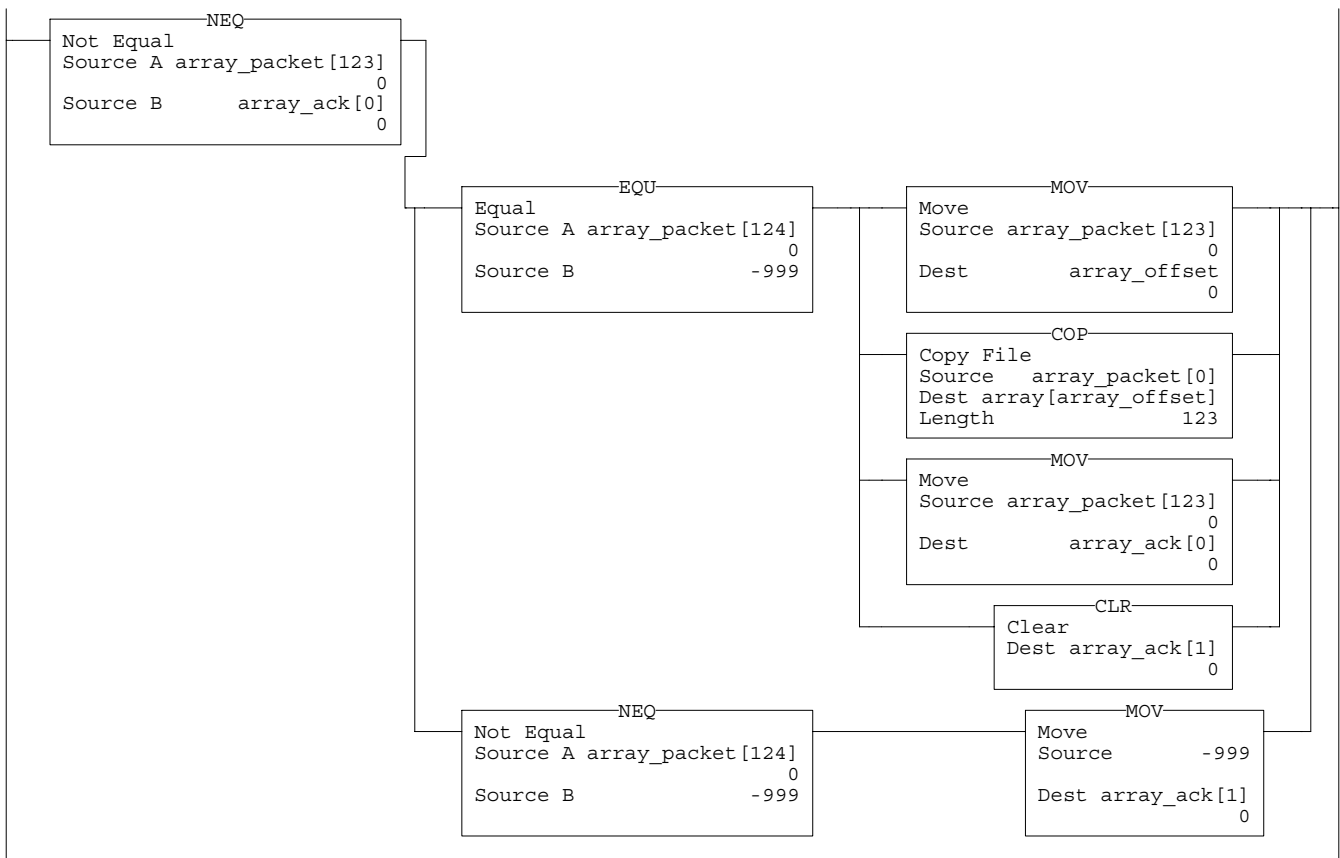 NEQ
Not Equal
Source A array_packet[123]
0
Source B array_ack[0]
0
EQU
Equal
Source A array_packet[124]
0
Source B -999
MOV
Move
Source array_packet[123]
0
Dest array_offset
0
COP
Copy File
Source array_packet[0]
Dest array[array_offset]
Length 123
MOV
Move
Source array_packet[123]
0
Dest array_ack[0]
0
CLR
Clear
Dest array_ack[1]
0
NEQ
Not Equal
Source A array_packet[124]
0
Source B -999
MOV
Move
Source -999
Dest array_ack[1]
0